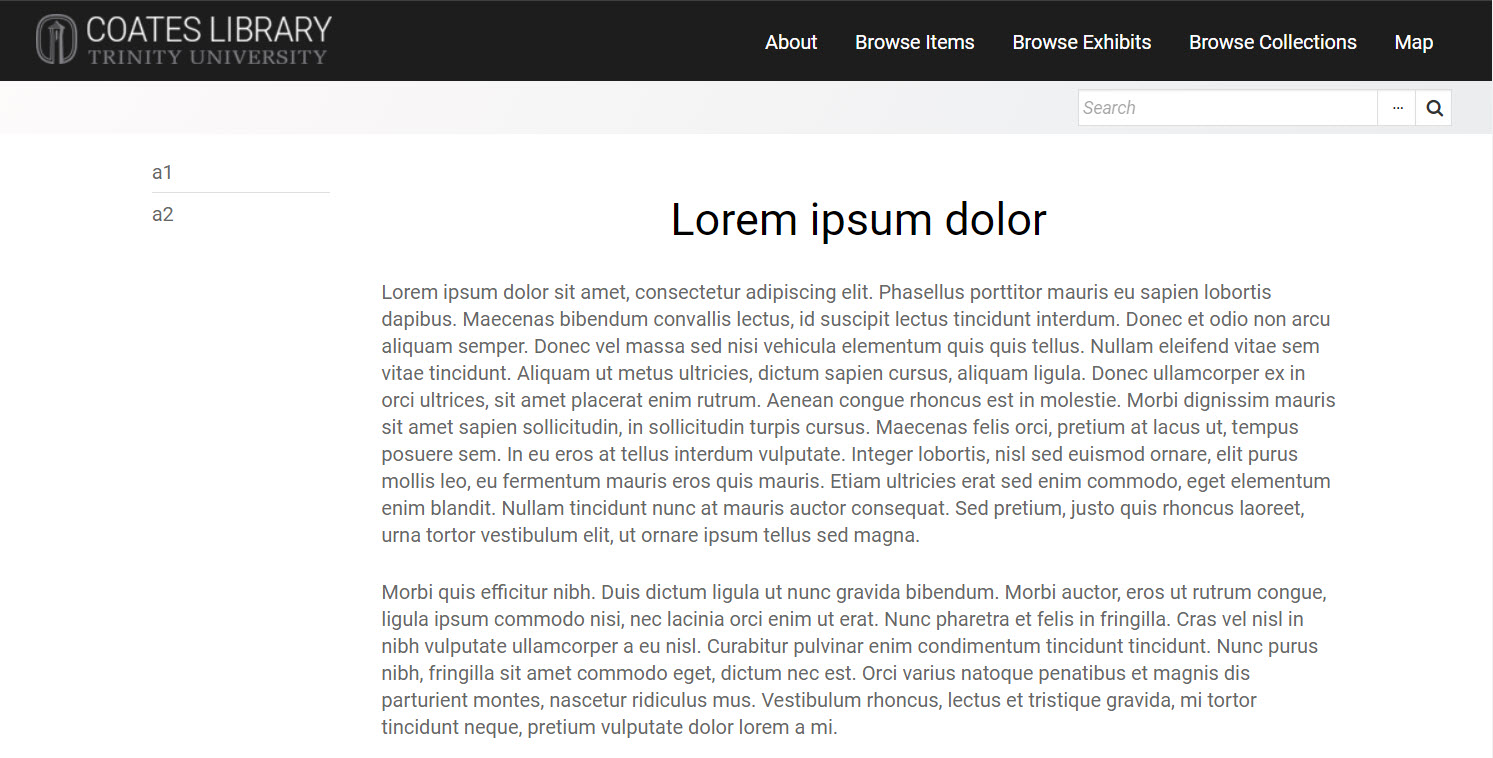 COATES LIBRARY
TRINITY UNIVERSITY
About Browse Items Browse Exhibits Browse Collections Map
Search ...
a1
a2
Lorem ipsum dolor
Lorem ipsum dolor sit amet, consectetur adipiscing elit. Phasellus porttitor mauris eu sapien lobortis
dapibus. Maecenas bibendum convallis lectus, id suscipit lectus tincidunt interdum. Donec et odio non arcu
aliquam semper. Donec vel massa sed nisi vehicula elementum quis quis tellus. Nullam eleifend vitae sem
vitae tincidunt. Aliquam ut metus ultricies, dictum sapien cursus, aliquam ligula. Donec ullamcorper ex in
orci ultrices, sit amet placerat enim rutrum. Aenean congue rhoncus est in molestie. Morbi dignissim mauris
sit amet sapien sollicitudin, in sollicitudin turpis cursus. Maecenas felis orci, pretium at lacus ut, tempus
posuere sem. In eu eros at tellus interdum vulputate. Integer lobortis, nisl sed euismod ornare, elit purus
mollis leo, eu fermentum mauris eros quis mauris. Etiam ultricies erat sed enim commodo, eget elementum
enim blandit. Nullam tincidunt nunc at mauris auctor consequat. Sed pretium, justo quis rhoncus laoreet,
urna tortor vestibulum elit, ut ornare ipsum tellus sed magna.
Morbi quis efficitur nibh. Duis dictum ligula ut nunc gravida bibendum. Morbi auctor, eros ut rutrum congue,
ligula ipsum commodo nisi, nec lacinia orci enim ut erat. Nunc pharetra et felis in fringilla. Cras vel nisl in
nibh vulputate ullamcorper a eu nisl. Curabitur pulvinar enim condimentum tincidunt tincidunt. Nunc purus
nibh, fringilla sit amet commodo eget, dictum nec est. Orci varius natoque penatibus et magnis dis
parturient montes, nascetur ridiculus mus. Vestibulum rhoncus, lectus et tristique gravida, mi tortor
tincidunt neque, pretium vulputate dolor lorem a mi.